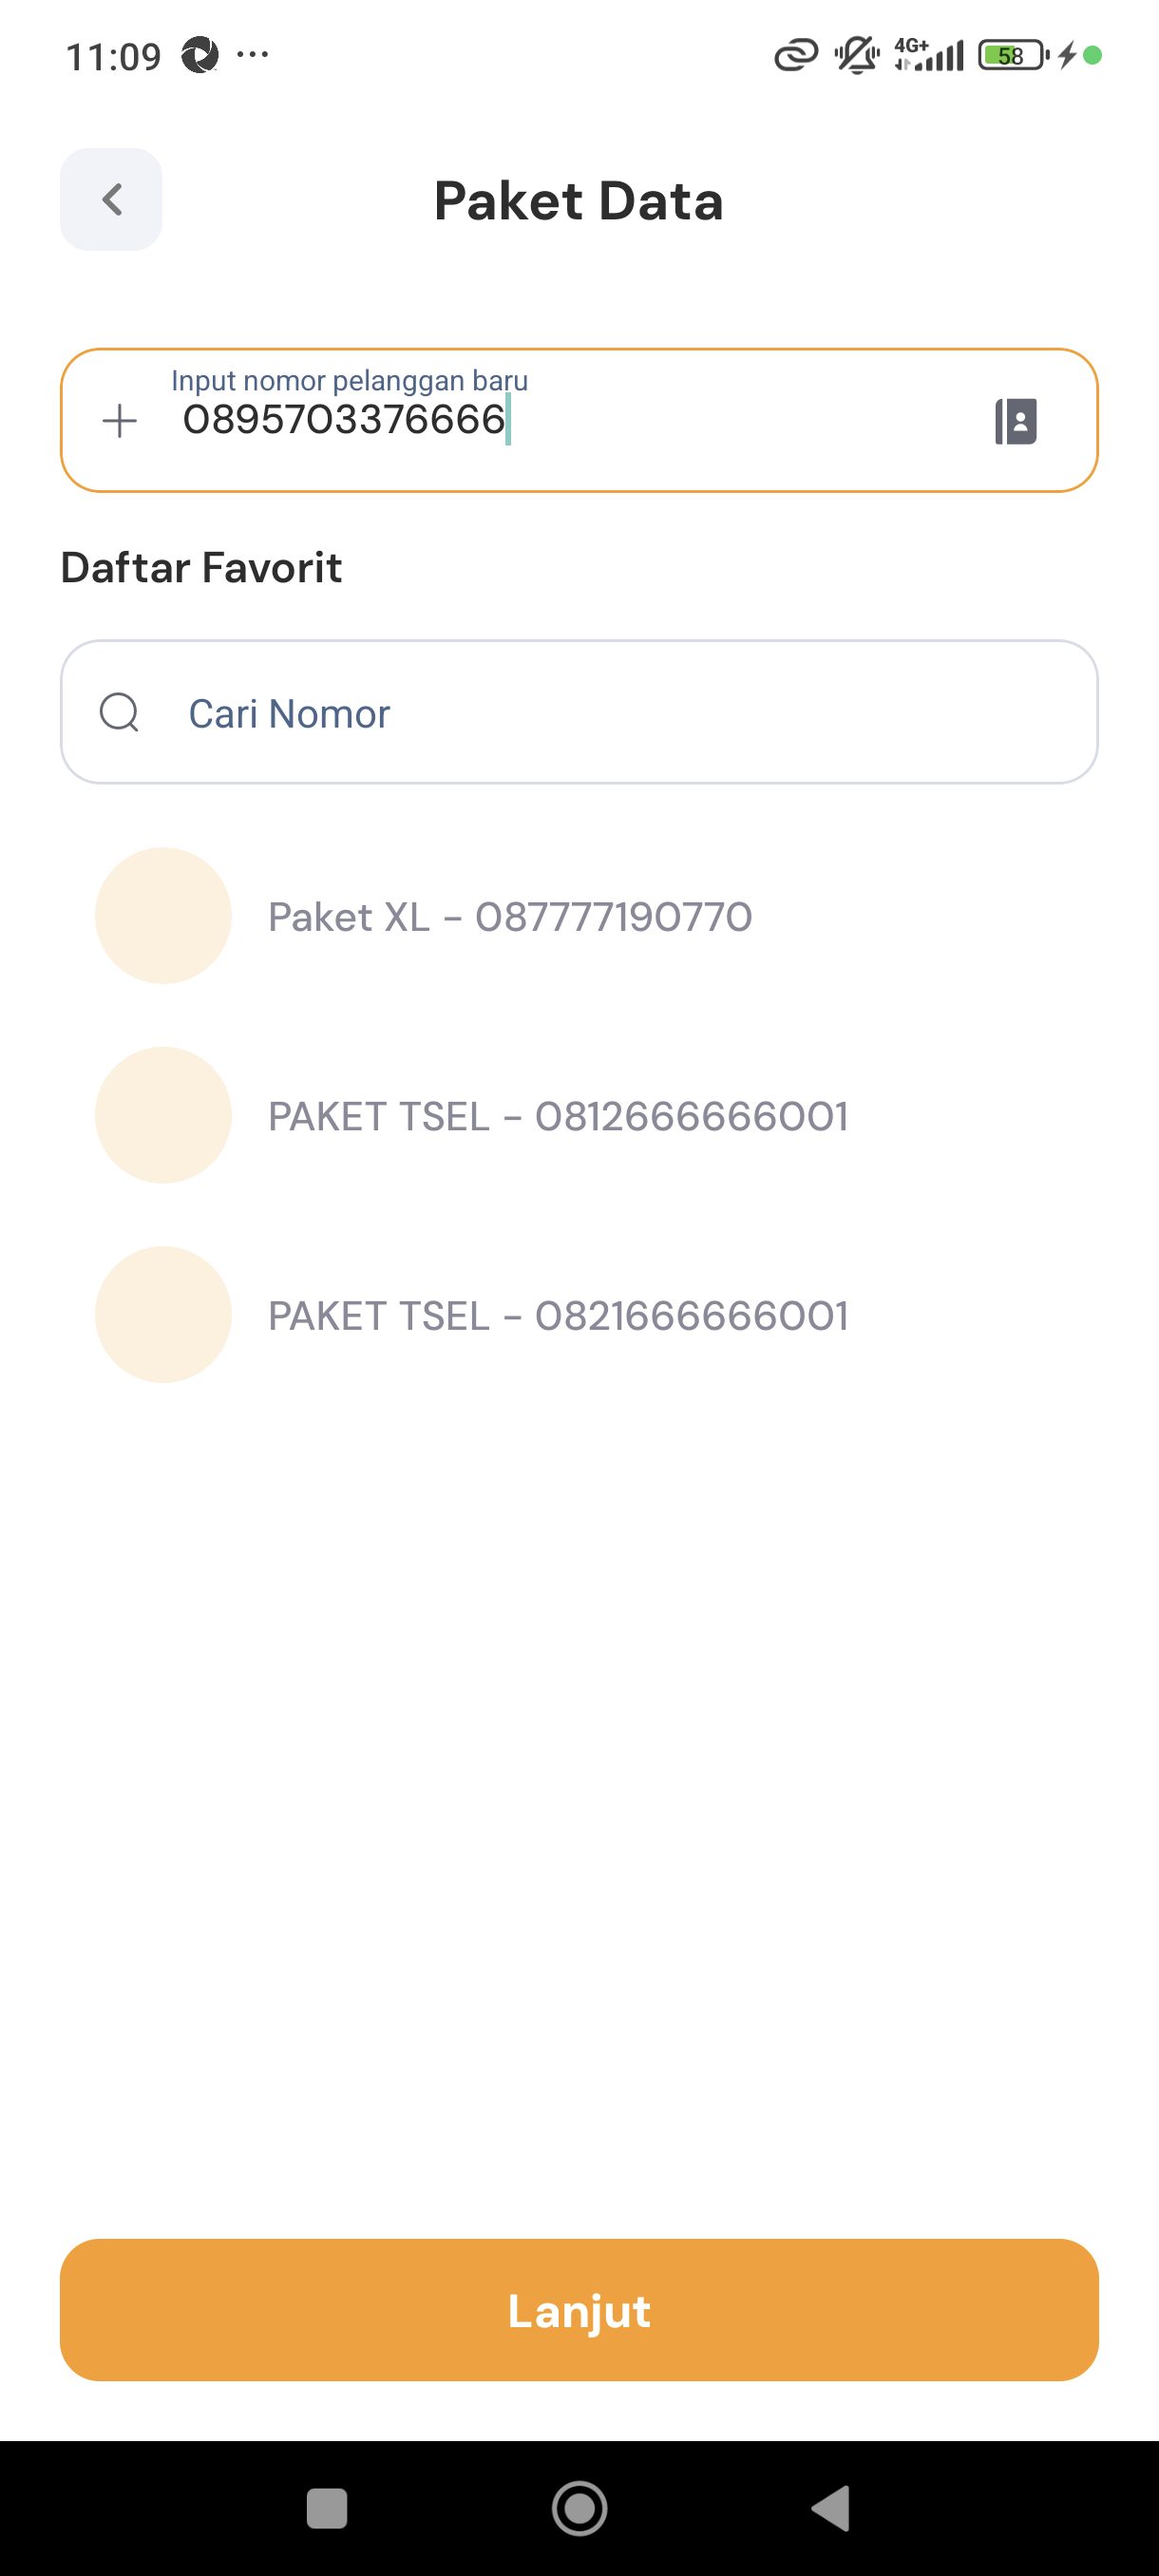 11:09
4G+
58
Paket Data
Input nomor pelanggan baru
0895703376666
Daftar Favorit
Cari Nomor
Paket XL - 087777190770
PAKET TSEL - 0812666666001
PAKET TSEL - 0821666666001
Lanjut